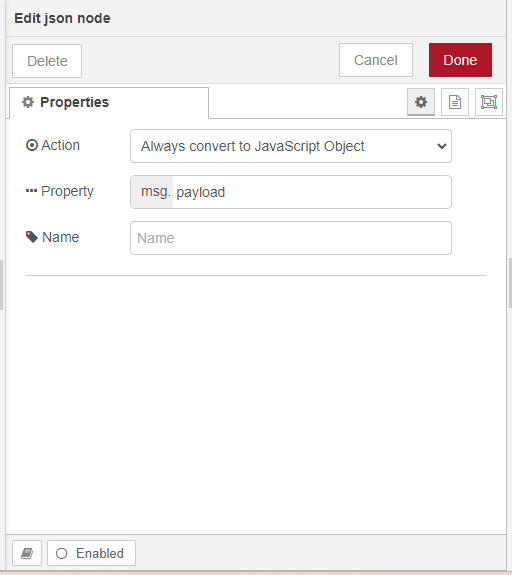 Edit json node
Delete
Cancel
Done
Properties
Action
Always convert to JavaScript Object
Property
msg. payload
Name
Name
Enabled